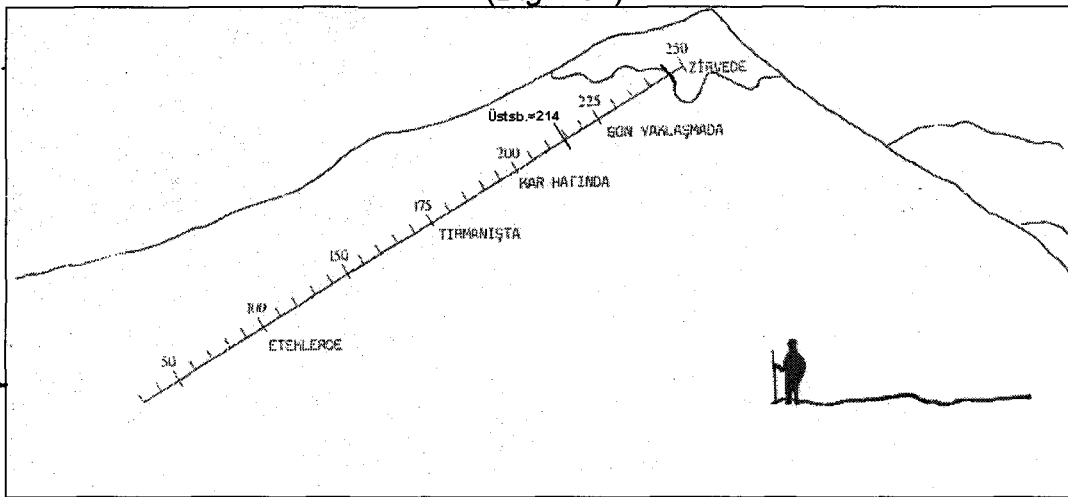 250
ZİRVEDE
225
Üstsb.=214
SON YAKLAŞMADA
200
KAR HATINDA
175
TIRMANIŞTA
150
100
ETEKLERDE
50